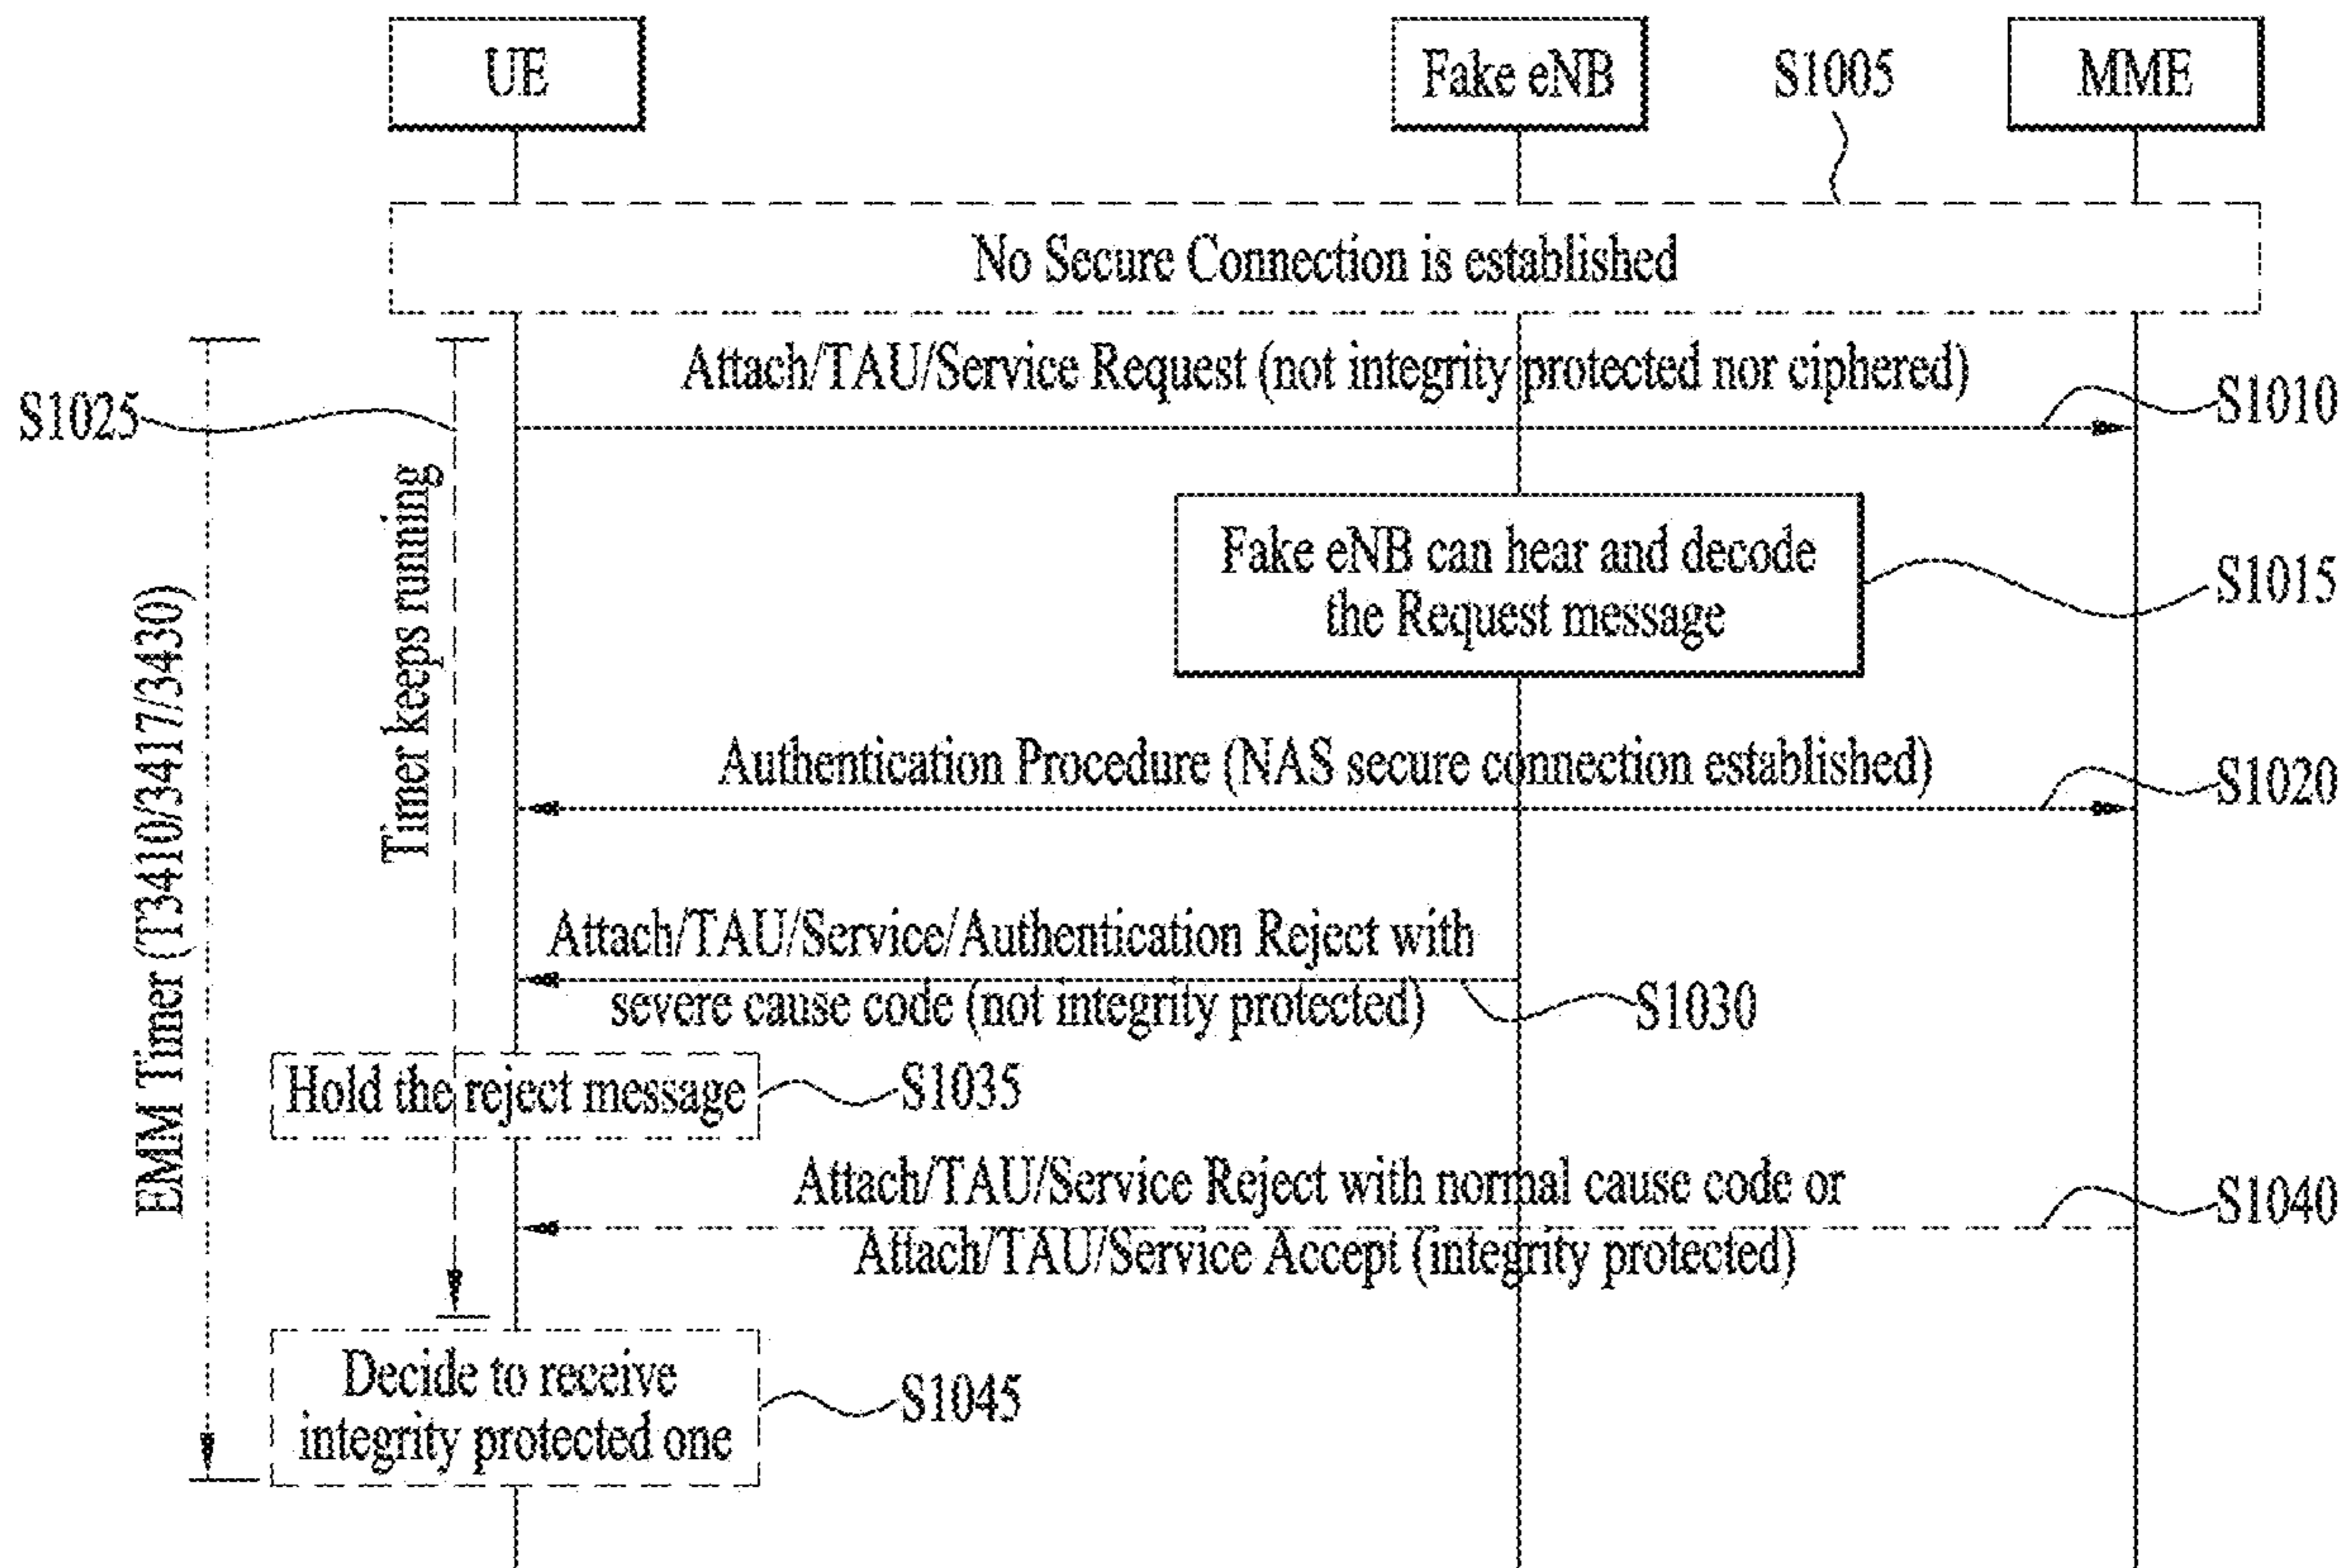 UE
Fake eNB
S1005
MME
No Secure Connection is established
Attach/TAU/Service Request (not integrity protected nor ciphered)
S1010
S1025
Timer keeps running
EMM Timer (T3410/3417/3430)
Fake eNB can hear and decode
the Request message
S1015
Authentication Procedure (NAS secure connection established)
S1020
Attach/TAU/Service/Authentication Reject with
severe cause code (not integrity protected)
S1030
Hold the reject message
S1035
Attach/TAU/Service Reject with normal cause code or
Attach/TAU/Service Accept (integrity protected)
S1040
Decide to receive
integrity protected one
S1045